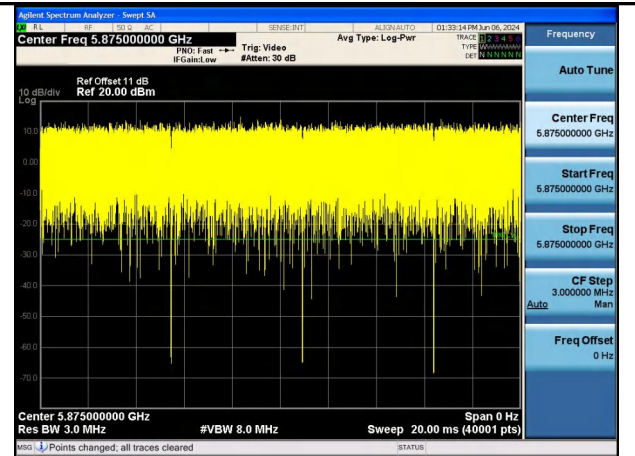 Agilent Spectrum Analyzer - Swept SA
RL RF 50 Ω AC SENSE:INT ALIGN AUTO 01:33:14 PM Jun 06, 2024
Center Freq 5.875000000 GHz
PNO: Fast
IFGain:Low
Trig: Video
#Atten: 30 dB
Avg Type: Log-Pwr
TRACE 1 2 3 4 5 6
TYPE
DET N N N N N N
Ref Offset 11 dB
10 dB/div Ref 20.00 dBm
Log
10.0
0.00
-10.0
-20.0
-30.0
-40.0
-50.0
-60.0
-70.0
Center 5.875000000 GHz Span 0 Hz
Res BW 3.0 MHz #VBW 8.0 MHz Sweep 20.00 ms (40001 pts)
MSG Points changed; all traces cleared STATUS
Frequency
Auto Tune
Center Freq
5.875000000 GHz
Start Freq
5.875000000 GHz
Stop Freq
5.875000000 GHz
CF Step
3.000000 MHz
Auto Man
Freq Offset
0 Hz